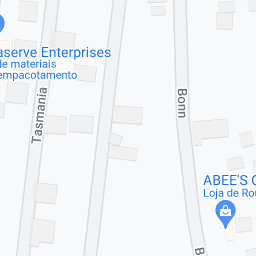 aserve Enterprises
de materiais
empacotamento
Tasmania
Bonn
ABEE'S
Loja de Rou